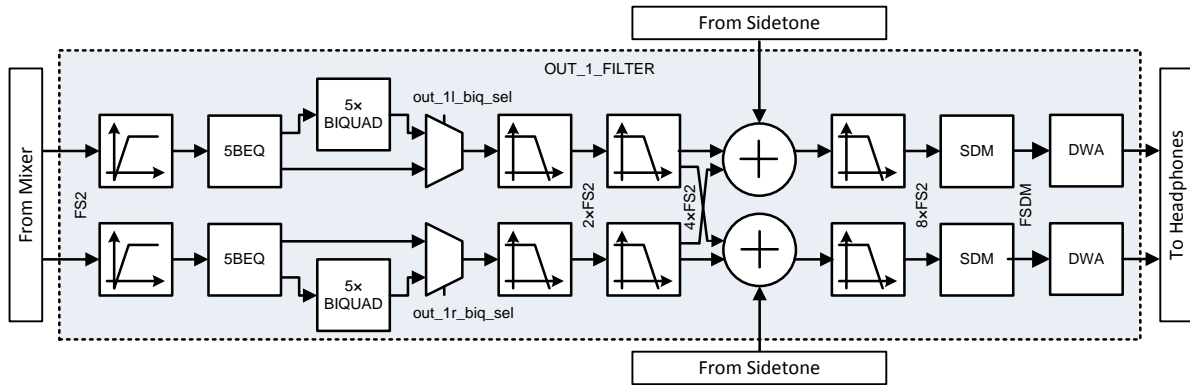 From Sidetone
OUT_1_FILTER
From Mixer
FS2
5BEQ
5×
BIQUAD
out_1l_biq_sel
2×FS2
4×FS2
8×FS2
SDM
FSDM
DWA
To Headphones
5BEQ
5×
BIQUAD
out_1r_biq_sel
SDM
DWA
From Sidetone